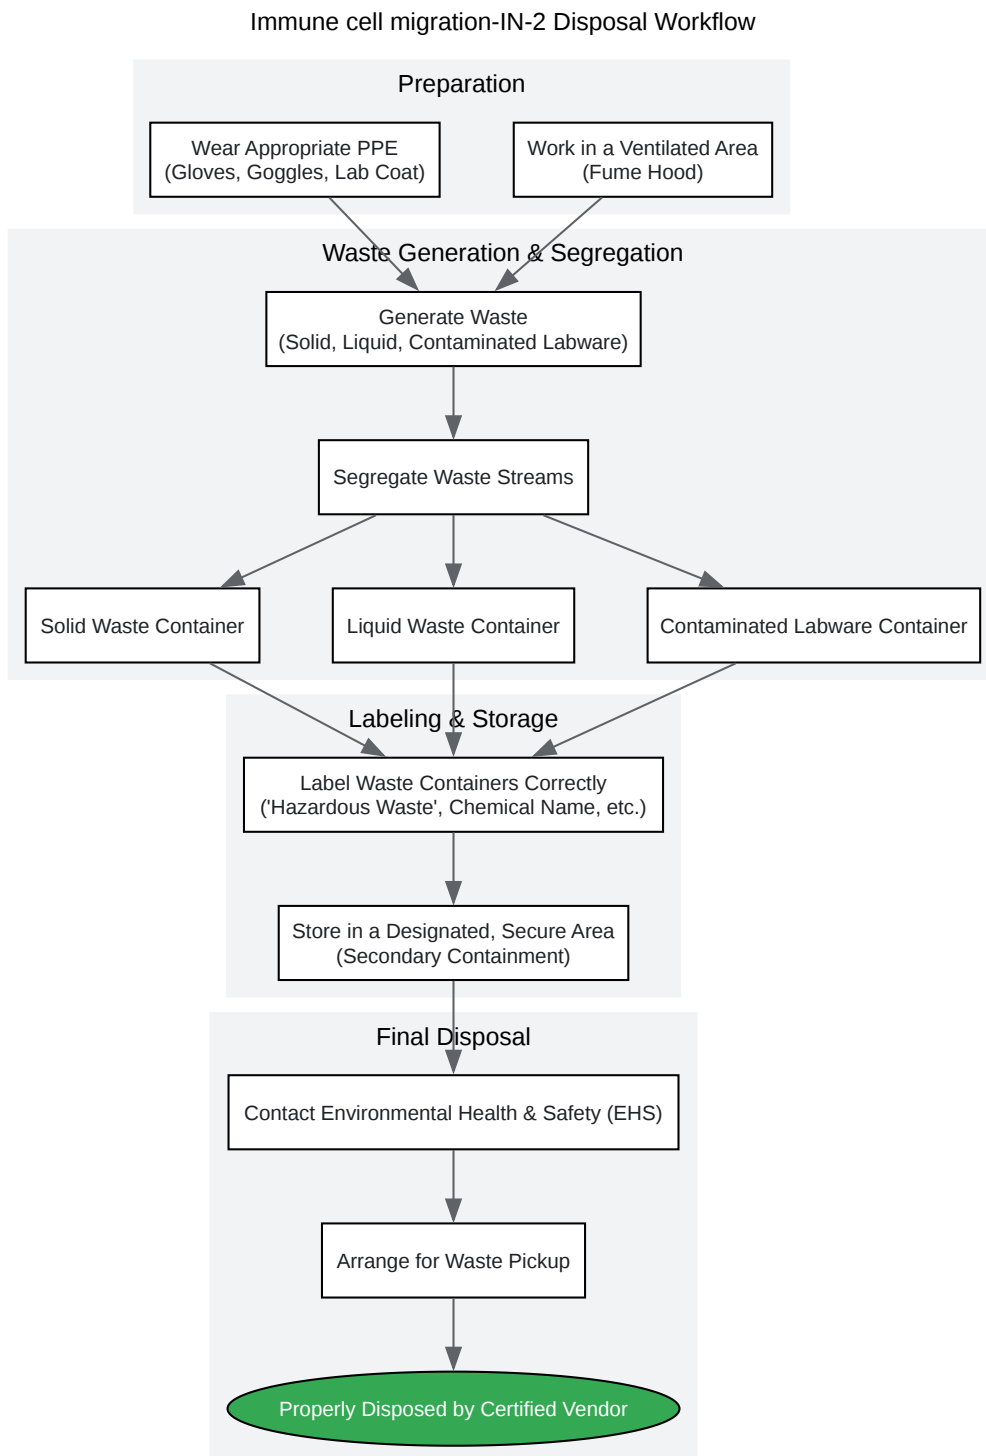 Immune cell migration-IN-2 Disposal Workflow
Preparation
Wear Appropriate PPE
(Gloves, Goggles, Lab Coat)
Work in a Ventilated Area
(Fume Hood)
Waste Generation & Segregation
Generate Waste
(Solid, Liquid, Contaminated Labware)
Segregate Waste Streams
Solid Waste Container
Liquid Waste Container
Contaminated Labware Container
Labeling & Storage
Label Waste Containers Correctly
('Hazardous Waste', Chemical Name, etc.)
Store in a Designated, Secure Area
(Secondary Containment)
Final Disposal
Contact Environmental Health & Safety (EHS)
Arrange for Waste Pickup
Properly Disposed by Certified Vendor